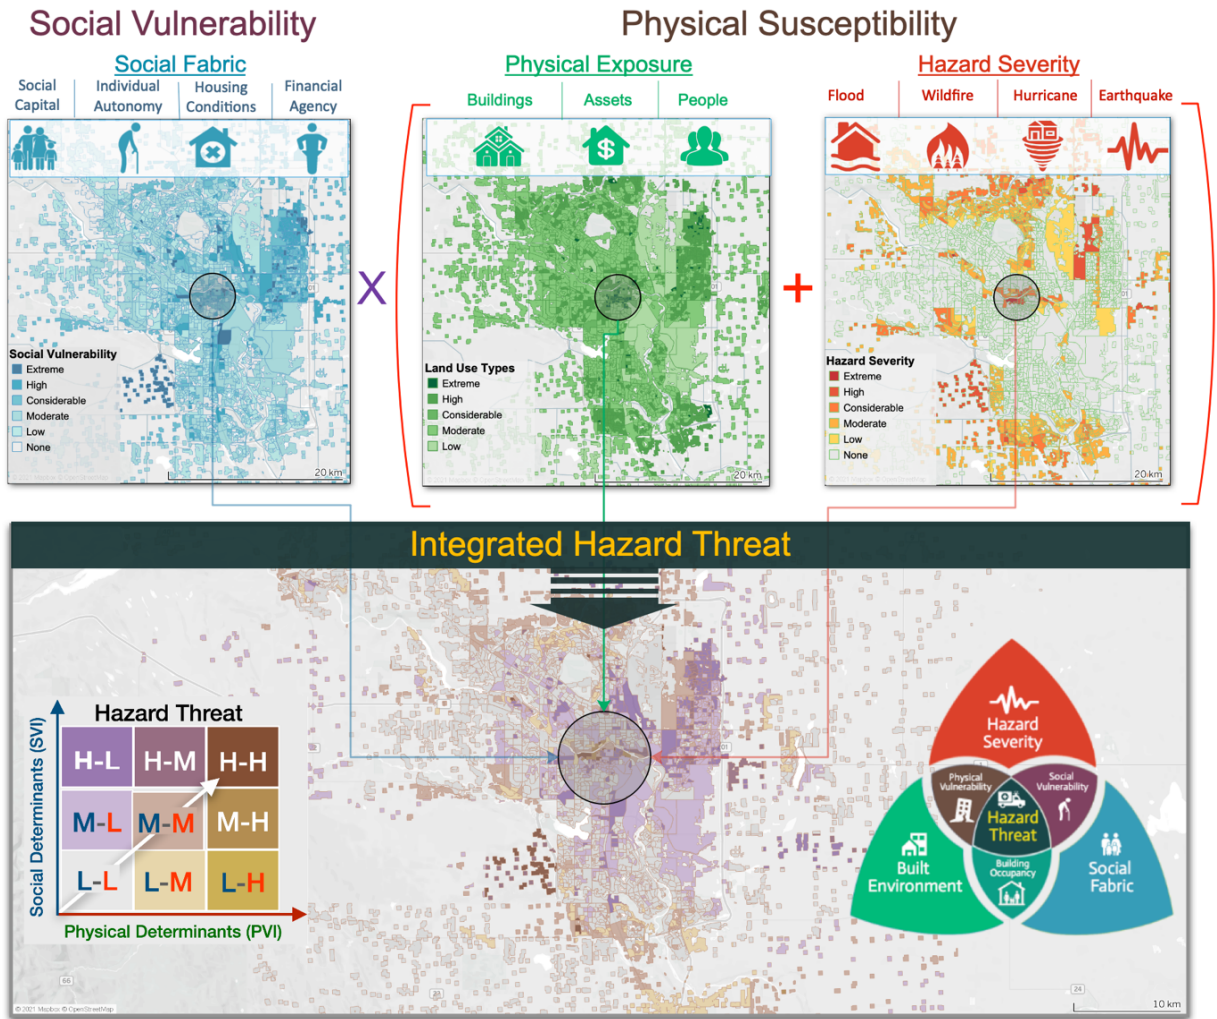 Social Vulnerability
Physical Susceptibility
Social Fabric
Physical Exposure
Hazard Severity
Social
Capital
Individual
Autonomy
Housing
Conditions
Financial
Agency
Buildings
Assets
People
Flood
Wildfire
Hurricane
Earthquake
$
X
+
Social Vulnerability
Extreme
High
Considerable
Moderate
Low
None
20 km
Land Use Types
Extreme
High
Considerable
Moderate
Low
20 km
Hazard Severity
Extreme
High
Considerable
Moderate
Low
None
20 km
Integrated Hazard Threat
Hazard Threat
Social Determinants (SVI)
H-L
H-M
H-H
M-L
M-M
M-H
L-L
L-M
L-H
Physical Determinants (PVI)
Hazard
Severity
Physical
Vulnerability
Social
Vulnerability
Hazard
Threat
Built
Environment
Building
Occupancy
Social
Fabric
66
24
10 km
© 2021 Mapbox © OpenStreetMap